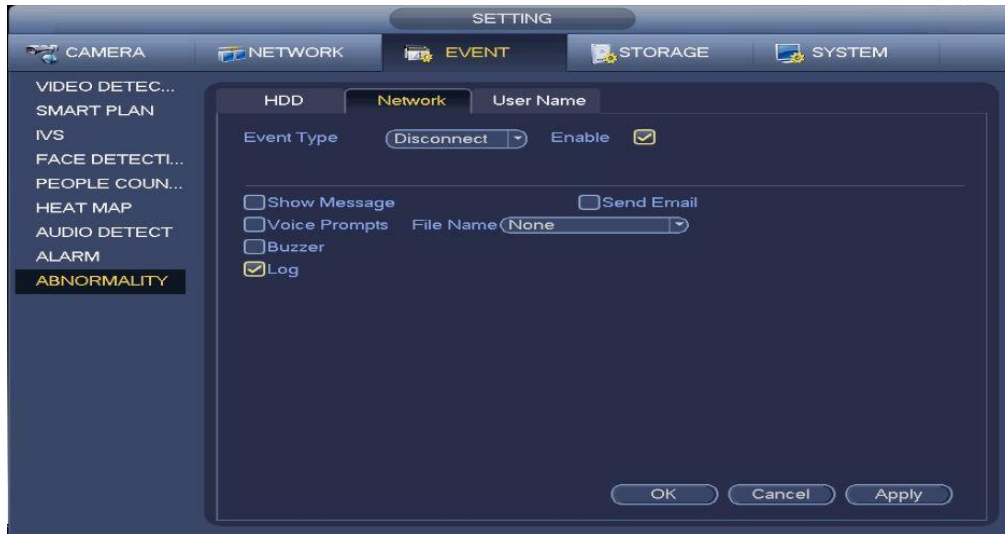 SETTING
CAMERA NETWORK EVENT STORAGE SYSTEM
VIDEO DETEC...
SMART PLAN
IVS
FACE DETECTI...
PEOPLE COUN...
HEAT MAP
AUDIO DETECT
ALARM
ABNORMALITY
HDD Network User Name
Event Type Disconnect Enable
Show Message Send Email
Voice Prompts File Name None
Buzzer
Log
OK Cancel Apply